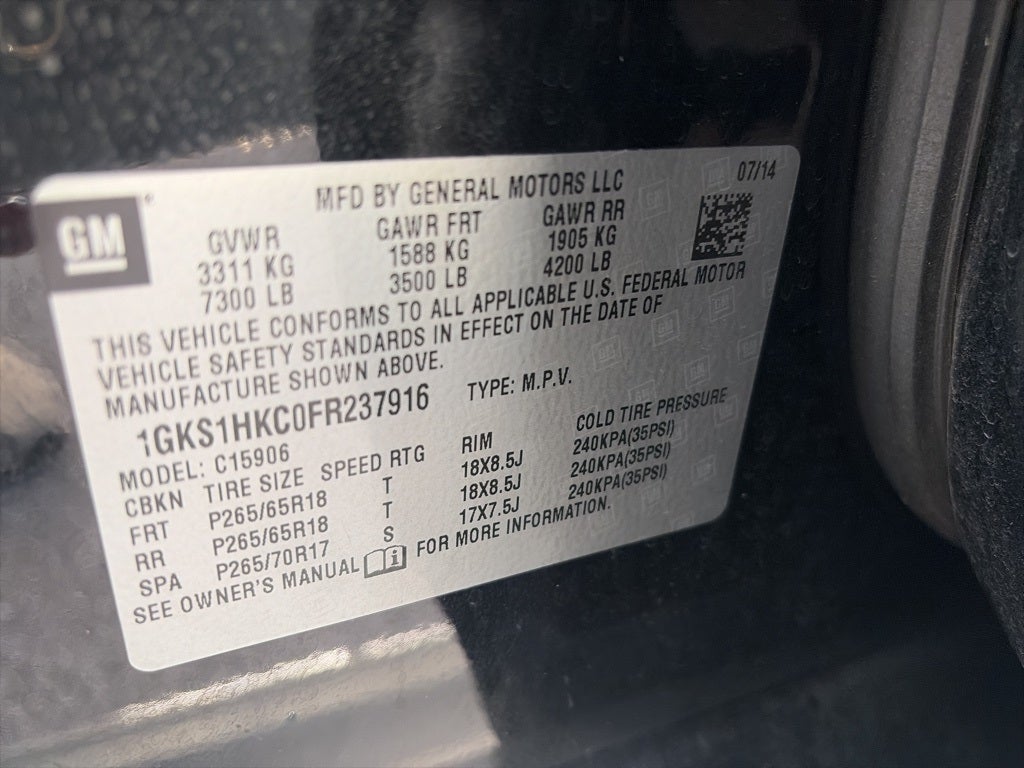 GM
MFD BY GENERAL MOTORS LLC 07/14
GVWR GAWR FRT GAWR RR
3311 KG 1588 KG 1905 KG
7300 LB 3500 LB 4200 LB
THIS VEHICLE CONFORMS TO ALL APPLICABLE U.S. FEDERAL MOTOR
VEHICLE SAFETY STANDARDS IN EFFECT ON THE DATE OF
MANUFACTURE SHOWN ABOVE.
1GKS1HKC0FR237916 TYPE: M.P.V.
MODEL: C15906
CBKN TIRE SIZE SPEED RTG RIM COLD TIRE PRESSURE
FRT P265/65R18 T 18X8.5J 240KPA(35PSI)
RR P265/65R18 T 18X8.5J 240KPA(35PSI)
SPA P265/70R17 S 17X7.5J 240KPA(35PSI)
SEE OWNER'S MANUAL i FOR MORE INFORMATION.